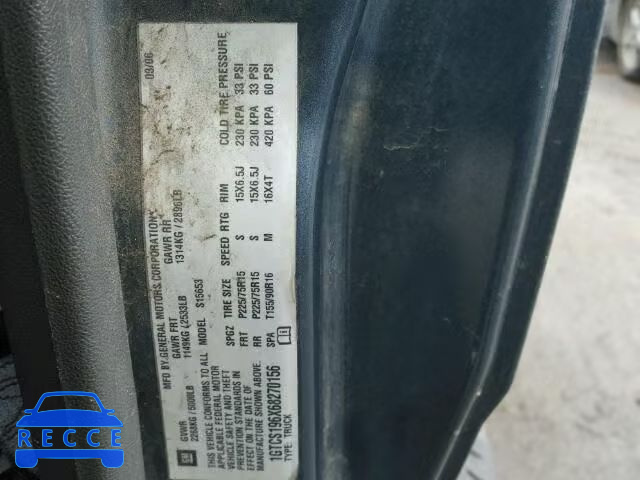 MFD BY GENERAL MOTORS CORPORATION
09/06
GVWR GAWR FRT GAWR RR
2268KG / 5000LB 1149KG / 2533LB 1314KG / 2896LB
THIS VEHICLE CONFORMS TO ALL
APPLICABLE FEDERAL MOTOR
VEHICLE SAFETY AND THEFT
PREVENTION STANDARDS IN
EFFECT ON THE DATE OF
MANUFACTURE SHOWN ABOVE.
1GTCS196X68270156
TYPE: TRUCK
MODEL S15653
SPGZ TIRE SIZE SPEED RTG RIM COLD TIRE PRESSURE
FRT P225/75R15 S 15X6.5J 230 KPA 33 PSI
RR P225/75R15 S 15X6.5J 230 KPA 33 PSI
SPA T155/90R16 M 16X4T 420 KPA 60 PSI
GM
RECCE